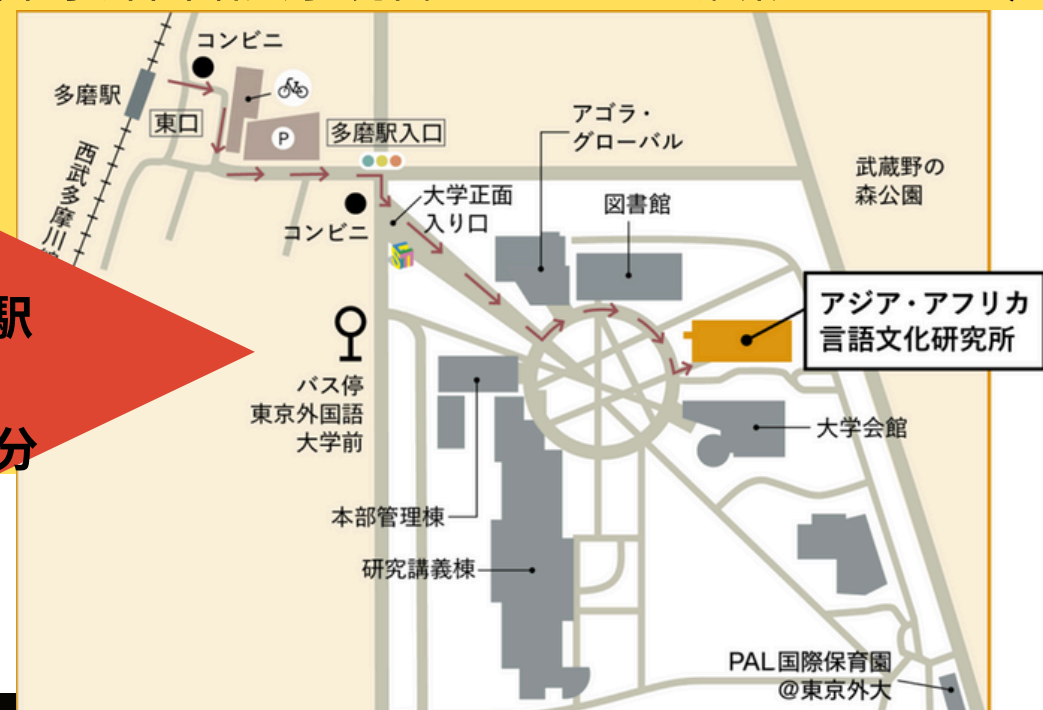 コンビニ
多磨駅
東口
P
多磨駅入口
西武多摩川線
アゴラ・
グローバル
武蔵野の
森公園
大学正面
入り口
図書館
コンビニ
アジア・アフリカ
言語文化研究所
駅
バス停
東京外国語
大学前
分
大学会館
本部管理棟
研究講義棟
PAL国際保育園
@東京外大